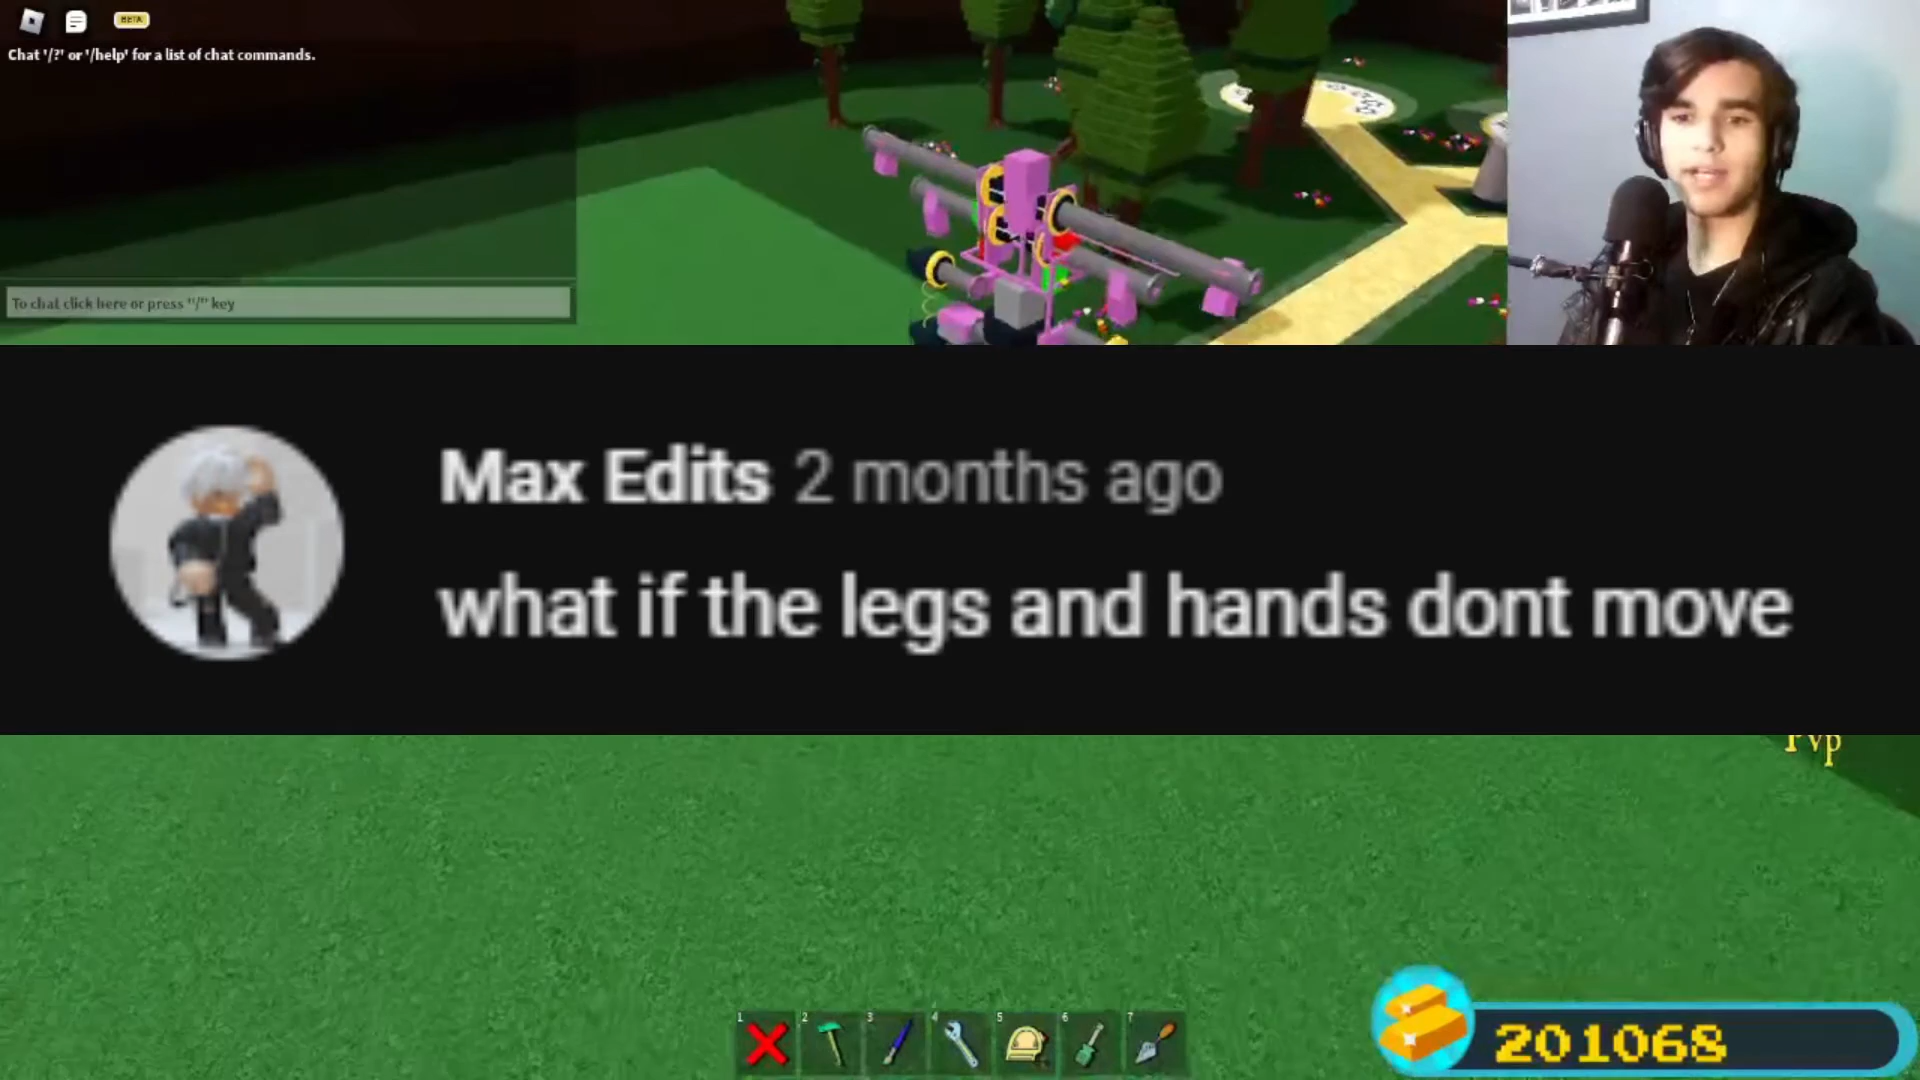 BETA
Chat '/?' or '/help' for a list of chat commands.
To chat click here or press "/" key
Max Edits 2 months ago
what if the legs and hands dont move
Pvp
1 2 3 4 5 6 7
201068